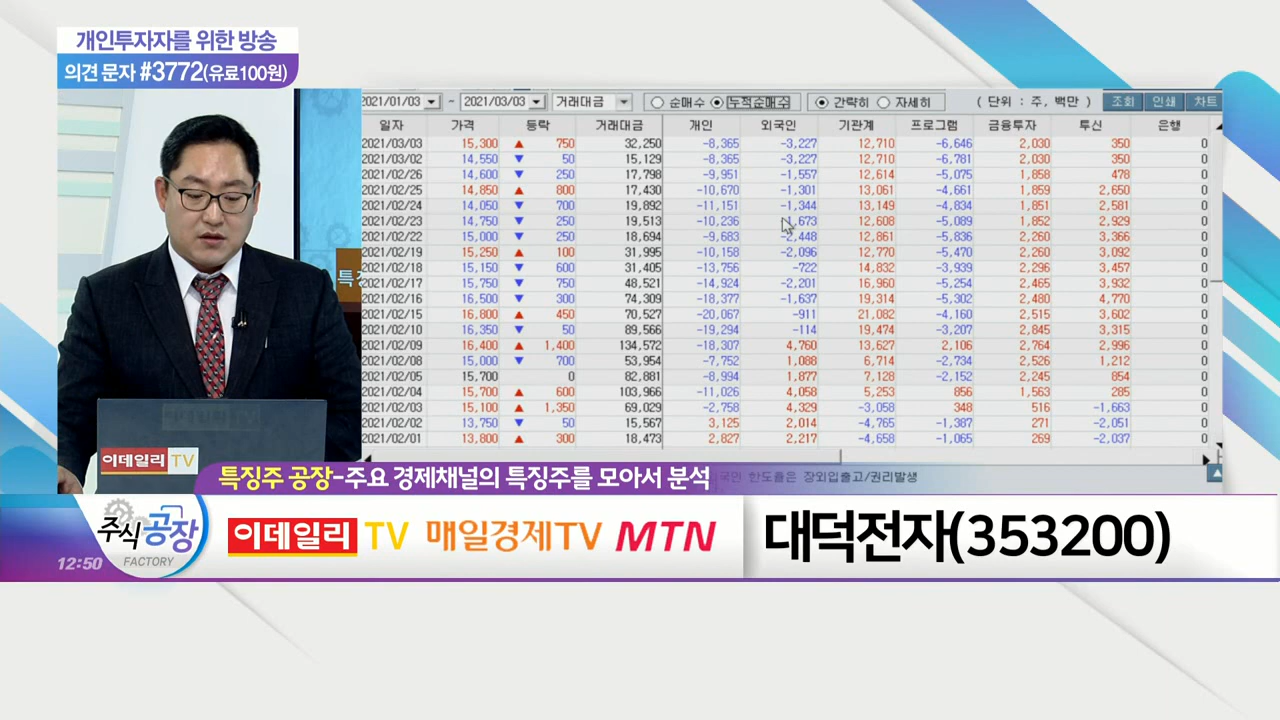 개인투자자를 위한 방송
의견 문자 #3772(유료100원)
2021/01/03 ~ 2021/03/03 거래대금 순매수 누적순매수 간략히 자세히 ( 단위 : 주, 백만 ) 조회 인쇄 차트
일자 가격 등락 거래대금 개인 외국인 기관계 프로그램 금융투자 투신 은행
2021/03/03 15,300 ▲ 750 32,250 -8,365 -3,227 12,710 -6,646 2,030 350 0
2021/03/02 14,550 ▼ 50 15,129 -8,365 -3,227 12,710 -6,781 2,030 350 0
2021/02/26 14,600 ▼ 250 17,798 -9,951 -1,557 12,614 -5,075 1,858 478 0
2021/02/25 14,850 ▲ 800 17,430 -10,670 -1,301 13,061 -4,661 1,859 2,650 0
2021/02/24 14,050 ▼ 700 19,892 -11,151 -1,344 13,149 -4,834 1,851 2,581 0
2021/02/23 14,750 ▼ 250 19,513 -10,236 1,673 12,608 -5,089 1,852 2,929 0
2021/02/22 15,000 ▼ 250 18,694 -9,683 -2,448 12,861 -5,836 2,260 3,366 0
2021/02/19 15,250 ▲ 100 31,995 -10,158 -2,096 12,770 -5,470 2,260 3,092 0
2021/02/18 15,150 ▼ 600 31,405 -13,756 -722 14,832 -3,939 2,296 3,457 0
2021/02/17 15,750 ▼ 750 48,521 -14,924 -2,201 16,960 -5,254 2,465 3,932 0
2021/02/16 16,500 ▼ 300 74,309 -18,377 -1,637 19,314 -5,302 2,480 4,770 0
2021/02/15 16,800 ▲ 450 70,527 -20,067 -911 21,082 -4,160 2,515 3,602 0
2021/02/10 16,350 ▼ 50 89,566 -19,294 -114 19,474 -3,207 2,845 3,315 0
2021/02/09 16,400 ▲ 1,400 134,572 -18,307 4,760 13,627 2,106 2,764 2,996 0
2021/02/08 15,000 ▼ 700 53,954 -7,752 1,088 6,714 -2,734 2,526 1,212 0
2021/02/05 15,700 0 82,881 -8,994 1,877 7,128 -2,152 2,245 854 0
2021/02/04 15,700 ▲ 600 103,966 -11,026 4,058 5,253 856 1,563 285 0
2021/02/03 15,100 ▲ 1,350 69,029 -2,758 4,329 -3,058 348 516 -1,663 0
2021/02/02 13,750 ▼ 50 15,567 3,125 2,014 -4,765 -1,387 271 -2,051 0
2021/02/01 13,800 ▲ 300 18,473 2,827 2,217 -4,658 -1,065 269 -2,037 0
이데일리 TV
특징주 공장-주요 경제채널의 특징주를 모아서 분석
한도들은 장외입출고/권리발생
주식공장
FACTORY
12:50
이데일리 TV 매일경제TV MTN
대덕전자(353200)